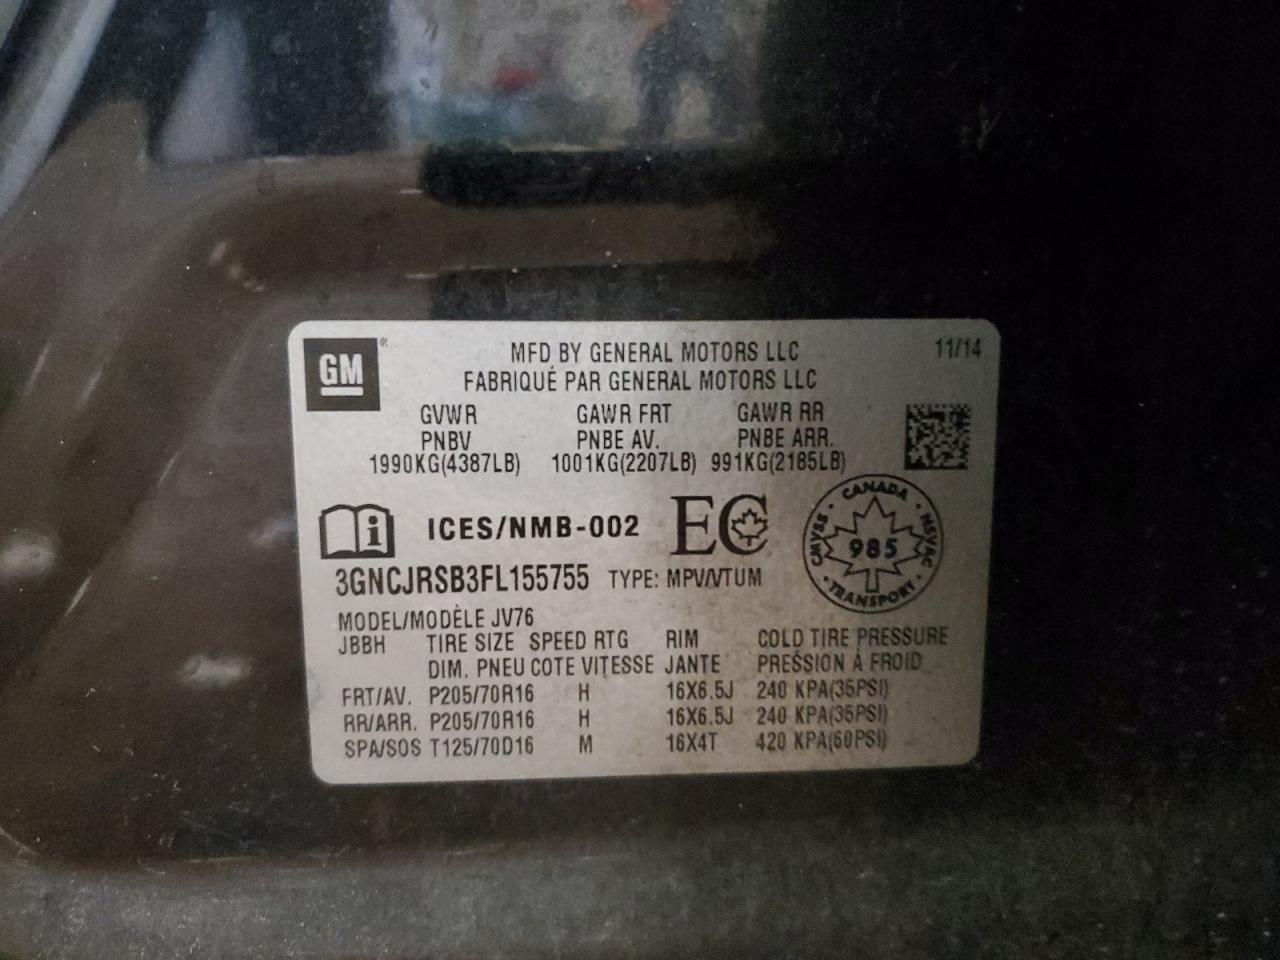 GM®
MFD BY GENERAL MOTORS LLC 11/14
FABRIQUÉ PAR GENERAL MOTORS LLC
GVWR GAWR FRT GAWR RR
PNBV PNBE AV. PNBE ARR.
1990KG(4387LB) 1001KG(2207LB) 991KG(2185LB)
ICES/NMB-002 EC
CANADA CMVSS NSVAC 985 TRANSPORT
3GNCJRSB3FL155755 TYPE: MPV/VTUM
MODEL/MODÈLE JV76
JBBH TIRE SIZE SPEED RTG RIM COLD TIRE PRESSURE
DIM. PNEU COTE VITESSE JANTE PRESSION À FROID
FRT/AV. P205/70R16 H 16X6.5J 240 KPA(35PSI)
RR/ARR. P205/70R16 H 16X6.5J 240 KPA(35PSI)
SPA/SOS T125/70D16 M 16X4T 420 KPA(60PSI)